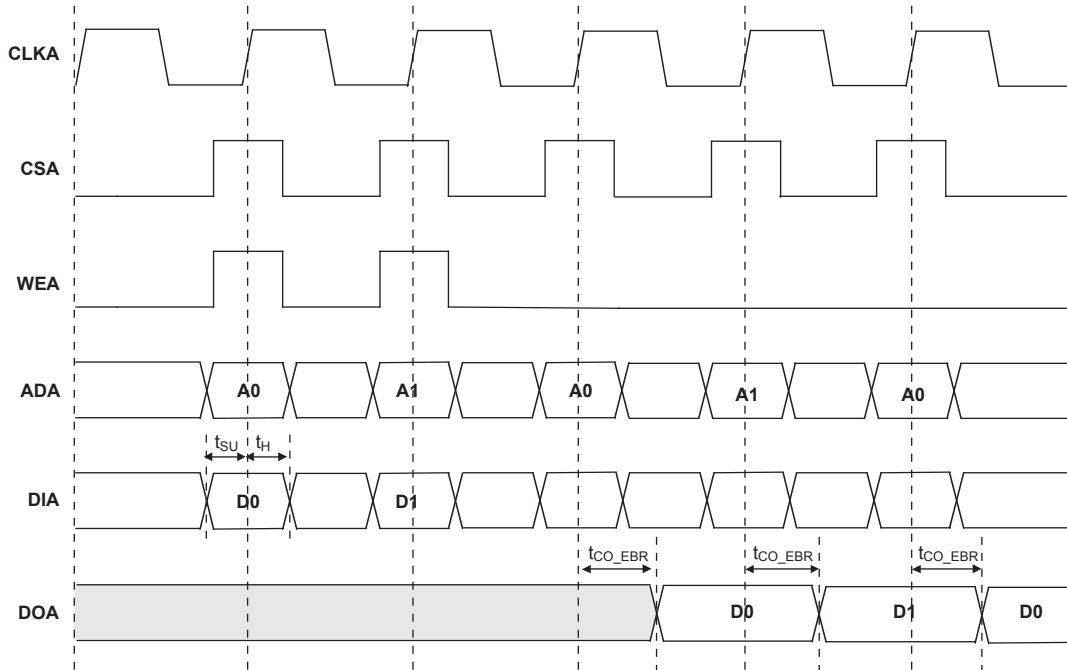 CLKA
CSA
WEA
ADA A0 A1 A0 A1 A0
tSU tH
DIA D0 D1
tCO_EBR tCO_EBR tCO_EBR
DOA D0 D1 D0